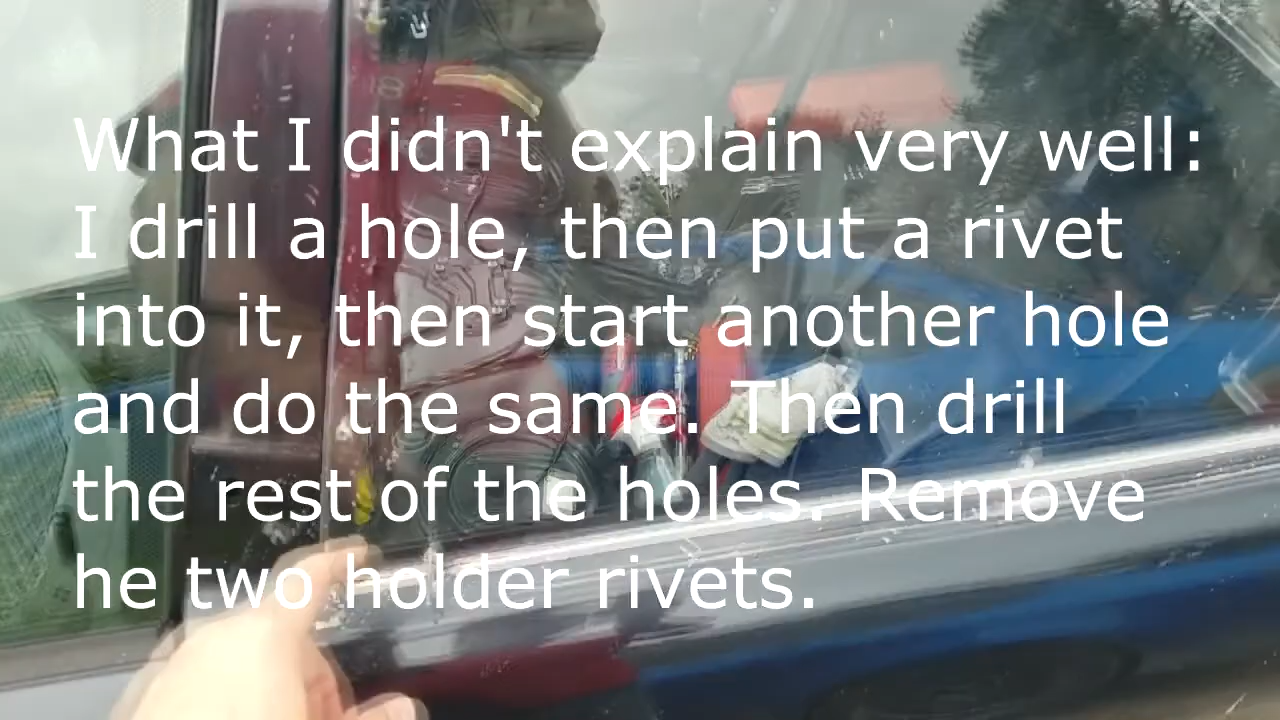 What I didn't explain very well:
I drill a hole, then put a rivet
into it, then start another hole
and do the same. Then drill
the rest of the holes. Remove
he two holder rivets.